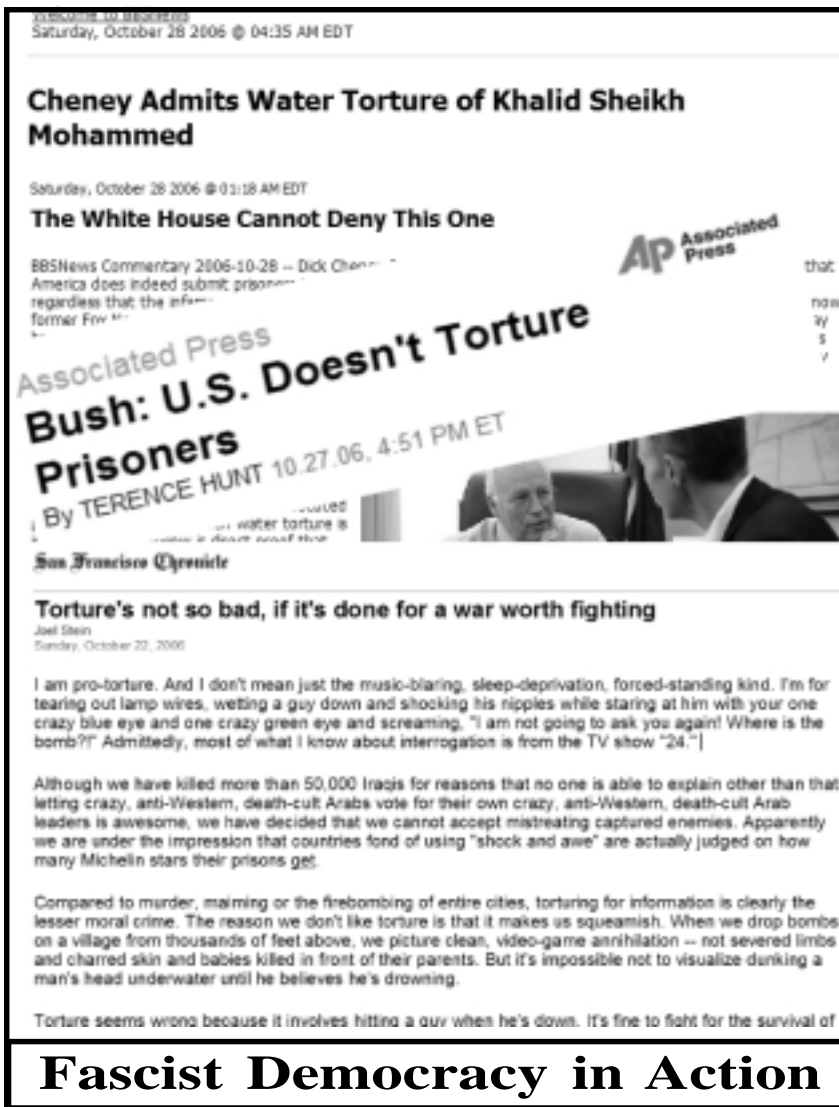 Welcome to BBSNews
Saturday, October 28 2006 @ 04:35 AM EDT
Cheney Admits Water Torture of Khalid Sheikh
Mohammed
Saturday, October 28 2006 @ 01:18 AM EDT
The White House Cannot Deny This One
BBSNews Commentary 2006-10-28 -- Dick
that
America does indeed submit
regardless that the
now
former
AP Associated
Press
Associated Press
Bush: U.S. Doesn't Torture
Prisoners
By TERENCE HUNT 10.27.06, 4:51 PM ET
water torture is
is direct proof that
San Francisco Chronicle
Torture's not so bad, if it's done for a war worth fighting
Joel Stein
Sunday, October 22, 2006
I am pro-torture. And I don't mean just the music-blaring, sleep-deprivation, forced-standing kind. I'm for
tearing out lamp wires, wetting a guy down and shocking his nipples while staring at him with your one
crazy blue eye and one crazy green eye and screaming, "I am not going to ask you again! Where is the
bomb?!" Admittedly, most of what I know about interrogation is from the TV show "24."
Although we have killed more than 50,000 Iraqis for reasons that no one is able to explain other than that
letting crazy, anti-Western, death-cult Arabs vote for their own crazy, anti-Western, death-cult Arab
leaders is awesome, we have decided that we cannot accept mistreating captured enemies. Apparently
we are under the impression that countries fond of using "shock and awe" are actually judged on how
many Michelin stars their prisons get.
Compared to murder, maiming or the firebombing of entire cities, torturing for information is clearly the
lesser moral crime. The reason we don't like torture is that it makes us squeamish. When we drop bombs
on a village from thousands of feet above, we picture clean, video-game annihilation -- not severed limbs
and charred skin and babies killed in front of their parents. But it's impossible not to visualize dunking a
man's head underwater until he believes he's drowning.
Torture seems wrong because it involves hitting a guy when he's down. It's fine to fight for the survival of
Fascist Democracy in Action